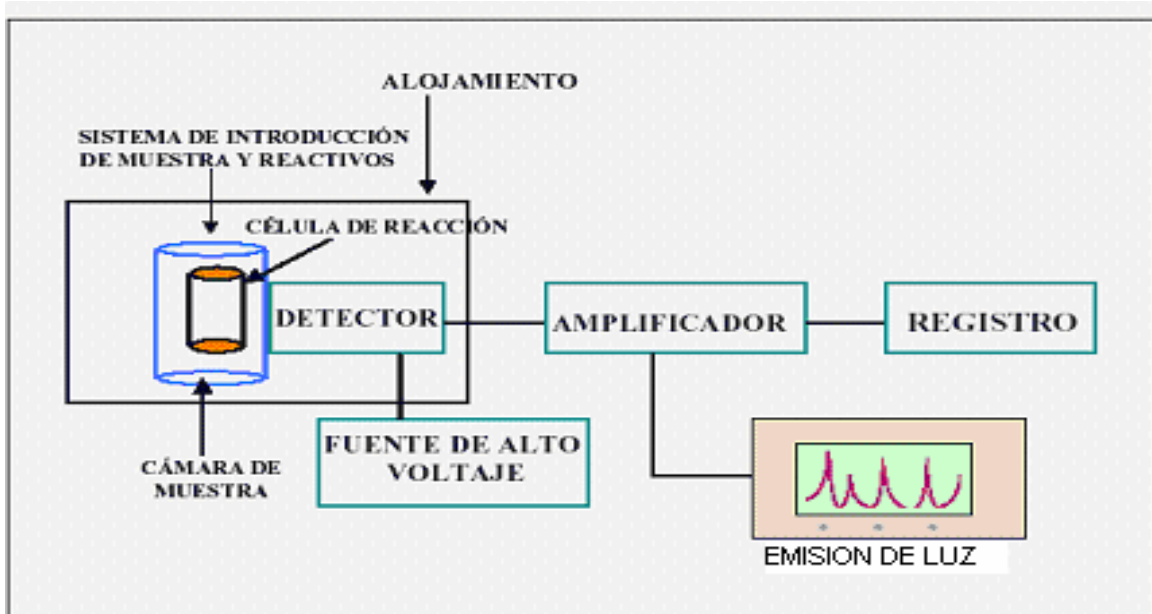 ALOJAMIENTO
SISTEMA DE INTRODUCCIÓN
DE MUESTRA Y REACTIVOS
CÉLULA DE REACCIÓN
DETECTOR
AMPLIFICADOR
REGISTRO
FUENTE DE ALTO
VOLTAJE
CÁMARA DE
MUESTRA
EMISION DE LUZ